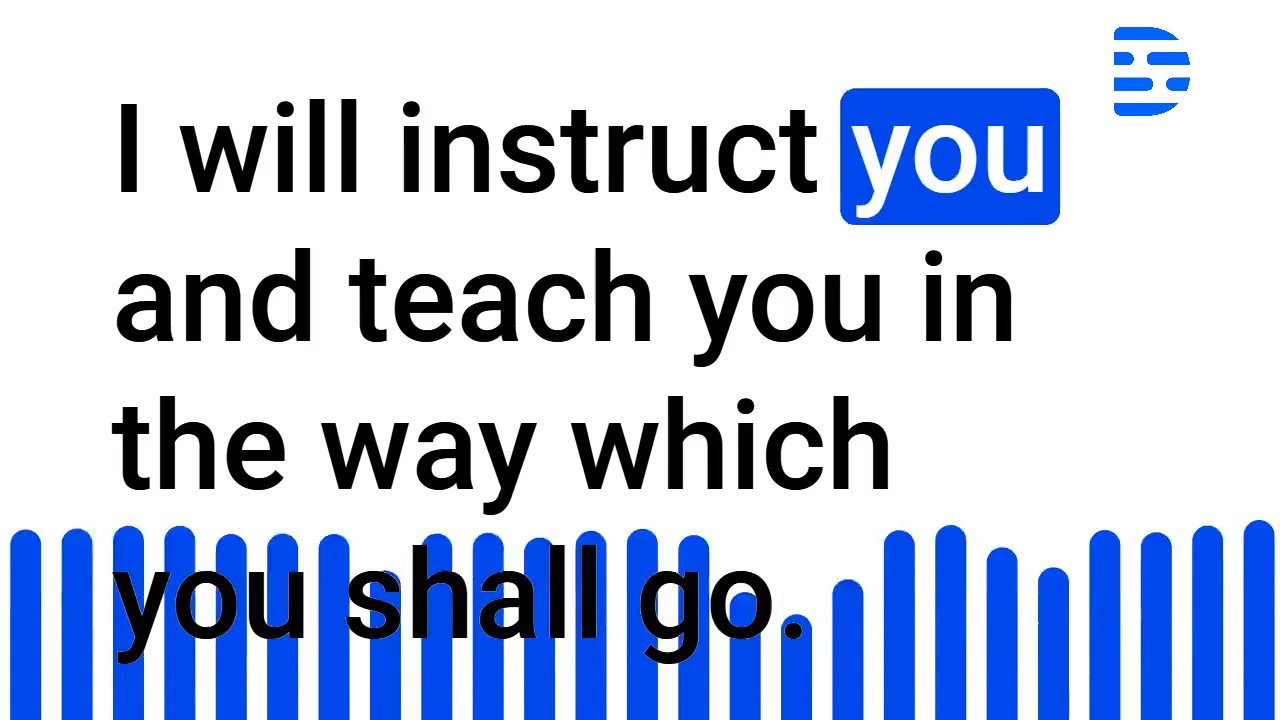 I will instruct you
and teach you in
the way which
you shall go.